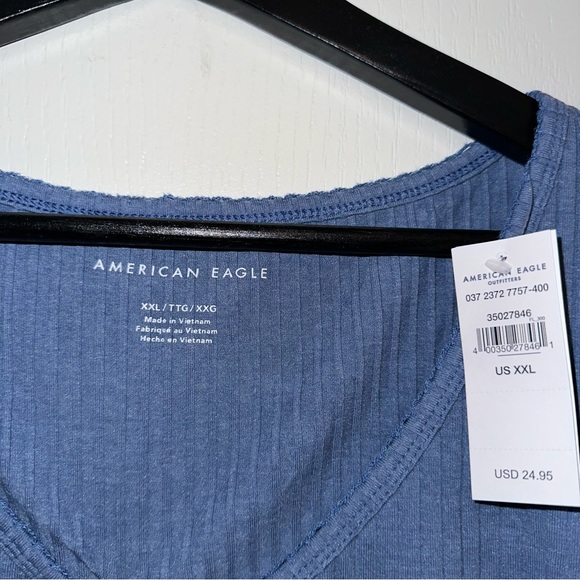 AMERICAN EAGLE
XXL / TTG / XXG
Made in Vietnam
Fabriqué au Vietnam
Hecho en Vietnam
AMERICAN EAGLE
OUTFITTERS
037 2372 7757-400
35027846
4 00350 27846 1
US XXL
USD 24.95